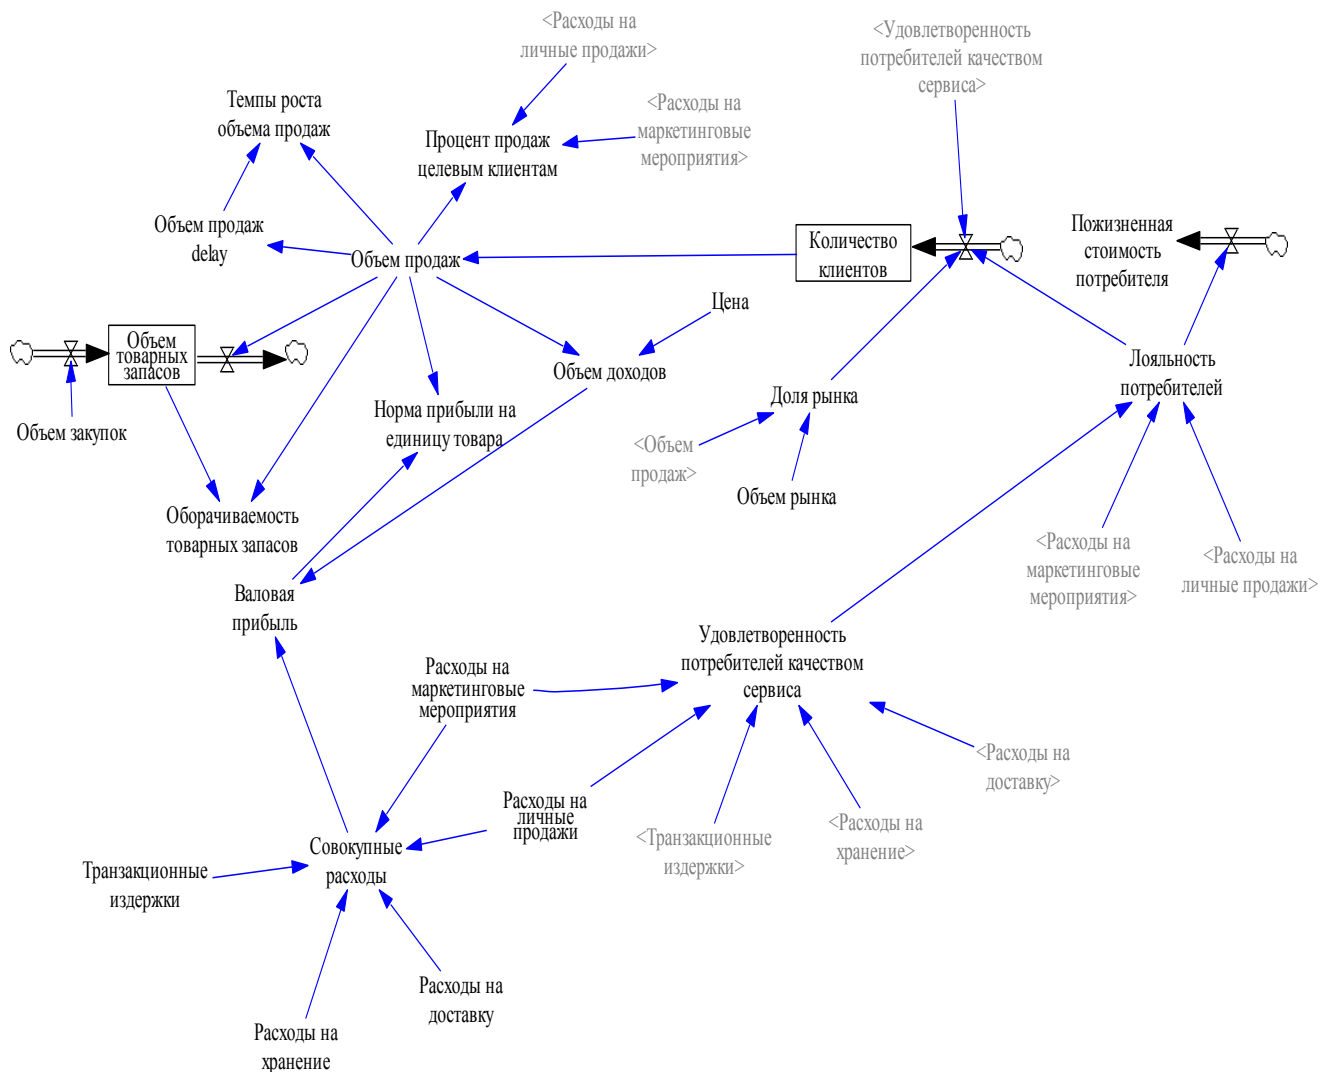 <Расходы на
личные продажи>
<Удовлетворенность
потребителей качеством
сервиса>
Темпы роста
объема продаж
<Расходы на
маркетинговые
мероприятия>
Процент продаж
целевым клиентам
Объем продаж
delay
Объем продаж
Количество
клиентов
Пожизненная
стоимость
потребителя
Цена
Объем
товарных
запасов
Объем доходов
Лояльность
потребителей
Доля рынка
Норма прибыли на
единицу товара
Объем закупок
<Объем
продаж>
Объем рынка
Оборачиваемость
товарных запасов
<Расходы на
маркетинговые
мероприятия>
<Расходы на
личные продажи>
Валовая
прибыль
Удовлетворенность
потребителей качеством
сервиса
Расходы на
маркетинговые
мероприятия
<Расходы на
доставку>
Расходы на
личные
продажи
<Транзакционные
издержки>
<Расходы на
хранение>
Совокупные
расходы
Транзакционные
издержки
Расходы на
доставку
Расходы на
хранение